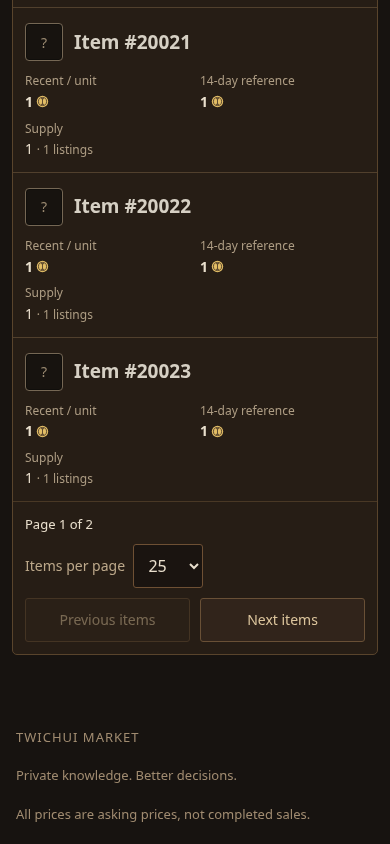 ?
Item #20021
Recent / unit
14-day reference
1
1
Supply
1 · 1 listings
?
Item #20022
Recent / unit
14-day reference
1
1
Supply
1 · 1 listings
?
Item #20023
Recent / unit
14-day reference
1
1
Supply
1 · 1 listings
Page 1 of 2
Items per page 25
Previous items
Next items
TWICHUI MARKET
Private knowledge. Better decisions.
All prices are asking prices, not completed sales.